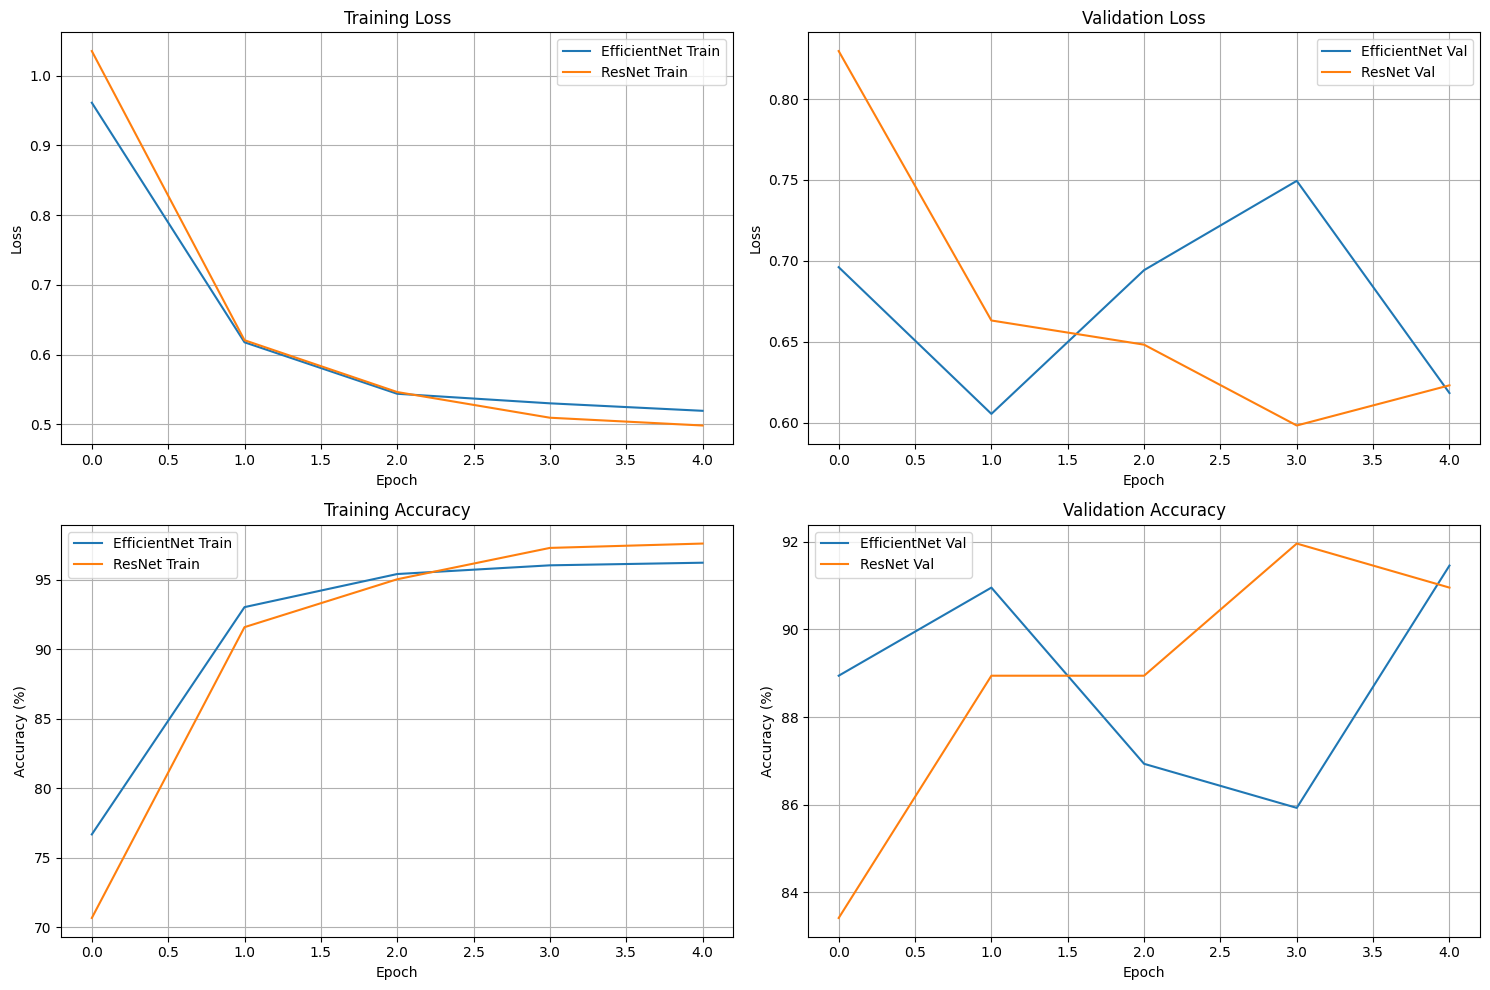 Training Loss
EfficientNet Train
ResNet Train
1.0
0.9
0.8
0.7
0.6
0.5
Loss
0.0 0.5 1.0 1.5 2.0 2.5 3.0 3.5 4.0
Epoch
Validation Loss
EfficientNet Val
ResNet Val
0.80
0.75
0.70
0.65
0.60
Loss
0.0 0.5 1.0 1.5 2.0 2.5 3.0 3.5 4.0
Epoch
Training Accuracy
EfficientNet Train
ResNet Train
95
90
85
80
75
70
Accuracy (%)
0.0 0.5 1.0 1.5 2.0 2.5 3.0 3.5 4.0
Epoch
Validation Accuracy
EfficientNet Val
ResNet Val
92
90
88
86
84
Accuracy (%)
0.0 0.5 1.0 1.5 2.0 2.5 3.0 3.5 4.0
Epoch